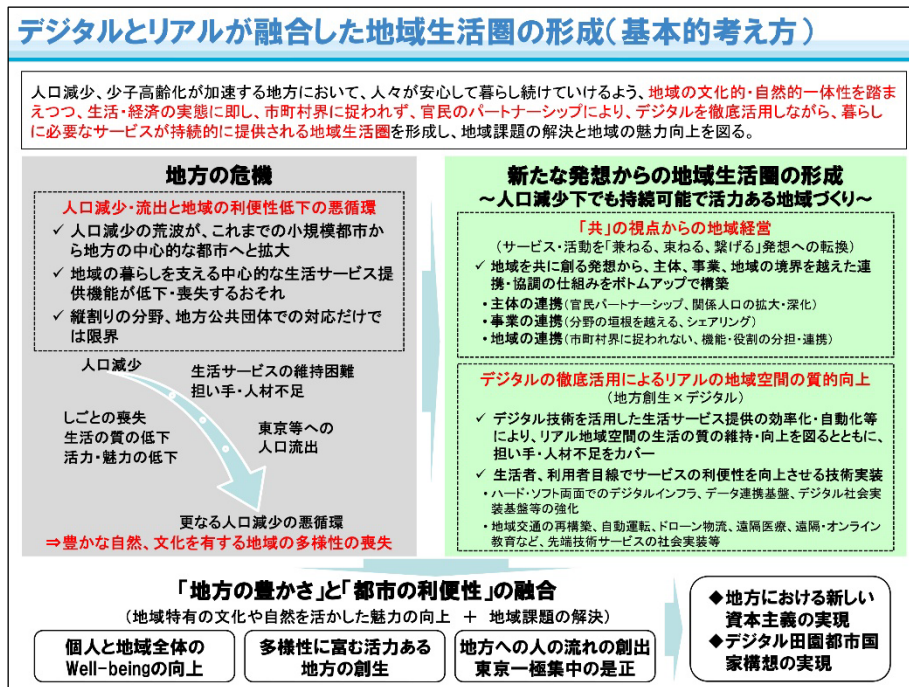 デジタルとリアルが融合した地域生活圏の形成(基本的考え方)
人口減少、少子高齢化が加速する地方において、人々が安心して暮らし続けていけるよう、地域の文化的・自然的一体性を踏
まえつつ、生活・経済の実態に即し、市町村界に捉われず、官民のパートナーシップにより、デジタルを徹底活用しながら、暮らし
に必要なサービスが持続的に提供される地域生活圏を形成し、地域課題の解決と地域の魅力向上を図る。
地方の危機
人口減少・流出と地域の利便性低下の悪循環
✓ 人口減少の荒波が、これまでの小規模都市か
ら地方の中心的な都市へと拡大
✓ 地域の暮らしを支える中心的な生活サービス提
供機能が低下・喪失するおそれ
✓ 縦割りの分野、地方公共団体での対応だけで
は限界
人口減少
生活サービスの維持困難
担い手・人材不足
しごとの喪失
生活の質の低下
活力・魅力の低下
東京等への
人口流出
更なる人口減少の悪循環
⇒豊かな自然、文化を有する地域の多様性の喪失
新たな発想からの地域生活圏の形成
~人口減少下でも持続可能で活力ある地域づくり~
「共」の視点からの地域経営
(サービス・活動を「兼ねる、束ねる、繋げる」発想への転換)
✓ 地域を共に創る発想から、主体、事業、地域の境界を越えた連
携・協調の仕組みをボトムアップで構築
・主体の連携(官民パートナーシップ、関係人口の拡大・深化)
・事業の連携(分野の垣根を越える、シェアリング)
・地域の連携(市町村界に捉われない、機能・役割の分担・連携)
デジタルの徹底活用によるリアルの地域空間の質的向上
(地方創生×デジタル)
✓ デジタル技術を活用した生活サービス提供の効率化・自動化等
により、リアル地域空間の生活の質の維持・向上を図るとともに、
担い手・人材不足をカバー
✓ 生活者、利用者目線でサービスの利便性を向上させる技術実装
・ハード・ソフト両面でのデジタルインフラ、データ連携基盤、デジタル社会実
装基盤等の強化
・地域交通の再構築、自動運転、ドローン物流、遠隔医療、遠隔・オンライン
教育など、先端技術サービスの社会実装等
「地方の豊かさ」と「都市の利便性」の融合
(地域特有の文化や自然を活かした魅力の向上 + 地域課題の解決)
個人と地域全体の
Well-beingの向上
多様性に富む活力ある
地方の創生
地方への人の流れの創出
東京一極集中の是正
◆地方における新しい
資本主義の実現
◆デジタル田園都市国
家構想の実現